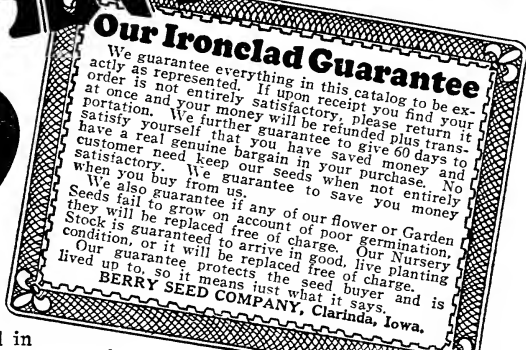 Our Ironclad Guarantee
We guarantee everything in this catalog to be ex-
actly as represented. If upon receipt you find your
order is not entirely satisfactory, please return it
at once and your money will be refunded plus trans-
portation. We further guarantee to give 60 days to
satisfy yourself that you have saved money and
have a real genuine bargain in your purchase. No
customer need keep our seeds when not entirely
satisfactory. We guarantee to save you money
when you buy from us.
We also guarantee if any of our flower or Garden
Seeds fail to grow on account of poor germination,
they will be replaced free of charge. Our Nursery
Stock is guaranteed to arrive in good, live planting
condition, or it will be replaced free of charge.
Our guarantee protects the seed buyer and is
lived up to, so it means just what it says.
BERRY SEED COMPANY, Clarinda, Iowa.
in